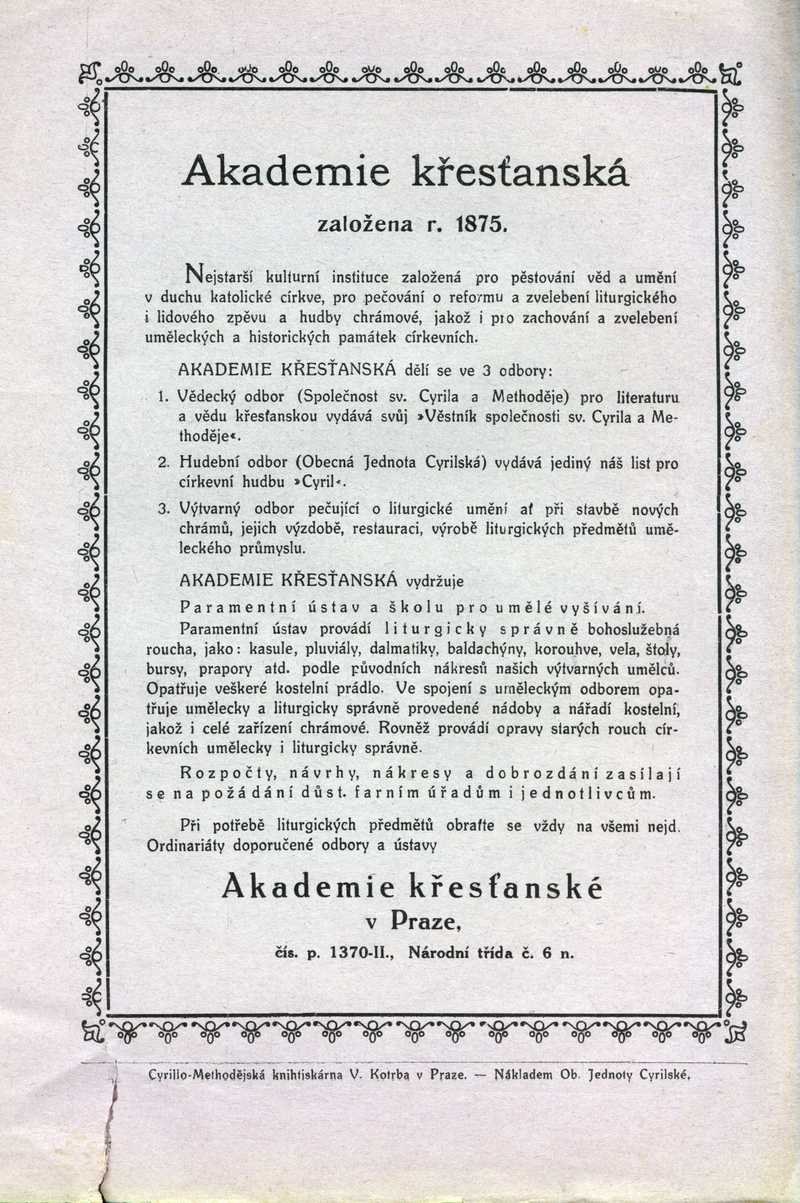 Akademie křesťanská
založena r. 1875.
Nejstarší kulturní instituce založená pro pěstování věd a umění
v duchu katolické církve, pro pečování o reformu a zvelebení liturgického
i lidového zpěvu a hudby chrámové, jakož i pro zachování a zvelebení
uměleckých a historických památek církevních.
AKADEMIE KŘESŤANSKÁ dělí se ve 3 odbory:
1. Vědecký odbor (Společnost sv. Cyrila a Methoděje) pro literaturu
a vědu křesťanskou vydává svůj »Věstník společnosti sv. Cyrila a Me-
thoděje«.
2. Hudební odbor (Obecná Jednota Cyrilská) vydává jediný náš list pro
církevní hudbu »Cyril«.
3. Výtvarný odbor pečující o liturgické umění ať při stavbě nových
chrámů, jejich výzdobě, restauraci, výrobě liturgických předmětů umě-
leckého průmyslu.
AKADEMIE KŘESŤANSKÁ vydržuje
Paramentní ústav a školu pro umělé vyšívání.
Paramentní ústav provádí liturgicky správně bohoslužebná
roucha, jako: kasule, pluviály, dalmatiky, baldachýny, korouhve, vela, štoly,
bursy, prapory atd. podle původních nákresů našich výtvarných umělců.
Opatřuje veškeré kostelní prádlo. Ve spojení s uměleckým odborem opa-
třuje umělecky a liturgicky správně provedené nádoby a nářadí kostelní,
jakož i celé zařízení chrámové. Rovněž provádí opravy starých rouch cír-
kevních umělecky i liturgicky správně.
Rozpočty, návrhy, nákresy a dobrozdání zasílají
se na požádání důst. farním úřadům i jednotlivcům.
Při potřebě liturgických předmětů obraťte se vždy na všemi nejd.
Ordinariáty doporučené odbory a ústavy
Akademie křesťanské
v Praze,
čís. p. 1370-II., Národní třída č. 6 n.
Cyrillo-Methodějská knihtiskárna V. Kotrba v Praze. — Nákladem Ob. Jednoty Cyrilské.